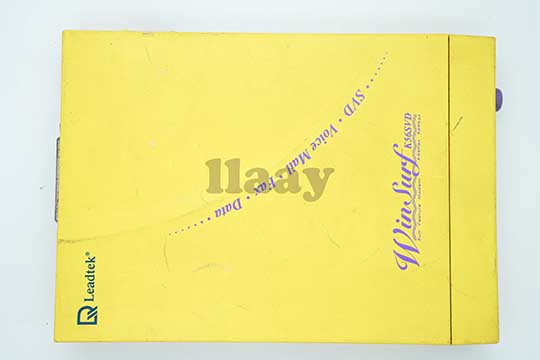 SVD • Voice Mail • Fax • Data
WinSurf K56SVD
Leadtek®
llaay